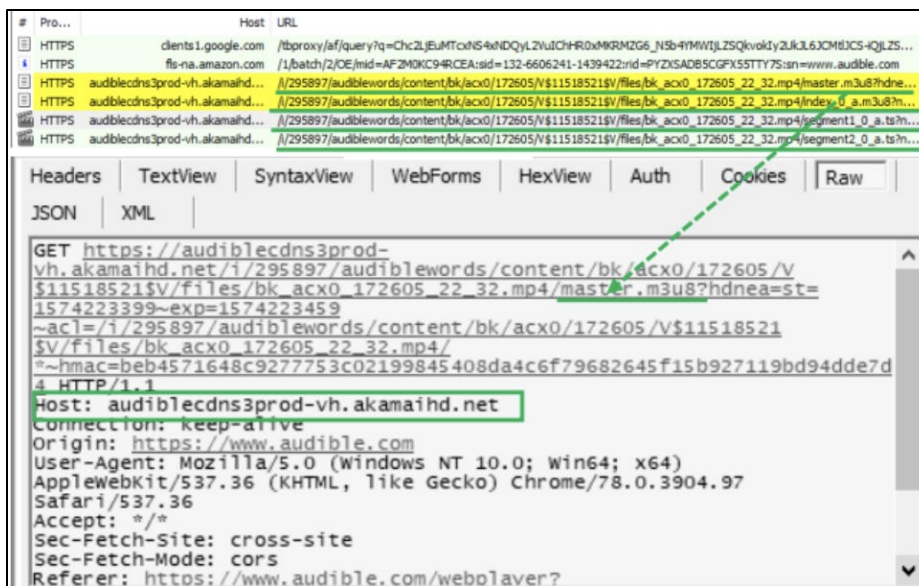 # Pro... Host URL
HTTPS clients1.google.com /tbproxy/af/query?q=Chc2LjEuMTcxNS4xNDQyL2VuIChHR0xMKRMZG6_N5b4YMWIjLZSQkvokIy2UkJL6JCMtlJCS-iQjLZS...
HTTPS fls-na.amazon.com /1/batch/2/OE/mid=AF2M0KC94RCEA:sid=132-6606241-1439422:rid=PYZXSADB5CGFX55TTY7S:sn=www.audible.com...
HTTPS audiblecdns3prod-vh.akamaihd... /i/295897/audiblewords/content/bk/acx0/172605/V$11518521$V/files/bk_acx0_172605_22_32.mp4/master.m3u8?hdne...
HTTPS audiblecdns3prod-vh.akamaihd... /i/295897/audiblewords/content/bk/acx0/172605/V$11518521$V/files/bk_acx0_172605_22_32.mp4/index_0_a.m3u8?n...
HTTPS audiblecdns3prod-vh.akamaihd... /i/295897/audiblewords/content/bk/acx0/172605/V$11518521$V/files/bk_acx0_172605_22_32.mp4/segment1_0_a.ts?n...
HTTPS audiblecdns3prod-vh.akamaihd... /i/295897/audiblewords/content/bk/acx0/172605/V$11518521$V/files/bk_acx0_172605_22_32.mp4/segment2_0_a.ts?n...
Headers TextView SyntaxView WebForms HexView Auth Cookies Raw
JSON XML
GET https://audiblecdns3prod-
vh.akamaihd.net/i/295897/audiblewords/content/bk/acx0/172605/V
$11518521$V/files/bk_acx0_172605_22_32.mp4/master.m3u8?hdnea=st=
1574223399~exp=1574223459
~acl=/i/295897/audiblewords/content/bk/acx0/172605/V$11518521
$V/files/bk_acx0_172605_22_32.mp4/
*~hmac=beb4571648c9277753c02199845408da4c6f79682645f15b927119bd94dde7d
4 HTTP/1.1
Host: audiblecdns3prod-vh.akamaihd.net
Connection: keep-alive
Origin: https://www.audible.com
User-Agent: Mozilla/5.0 (Windows NT 10.0; Win64; x64)
AppleWebKit/537.36 (KHTML, like Gecko) Chrome/78.0.3904.97
Safari/537.36
Accept: */*
Sec-Fetch-Site: cross-site
Sec-Fetch-Mode: cors
Referer: https://www.audible.com/webplayer?